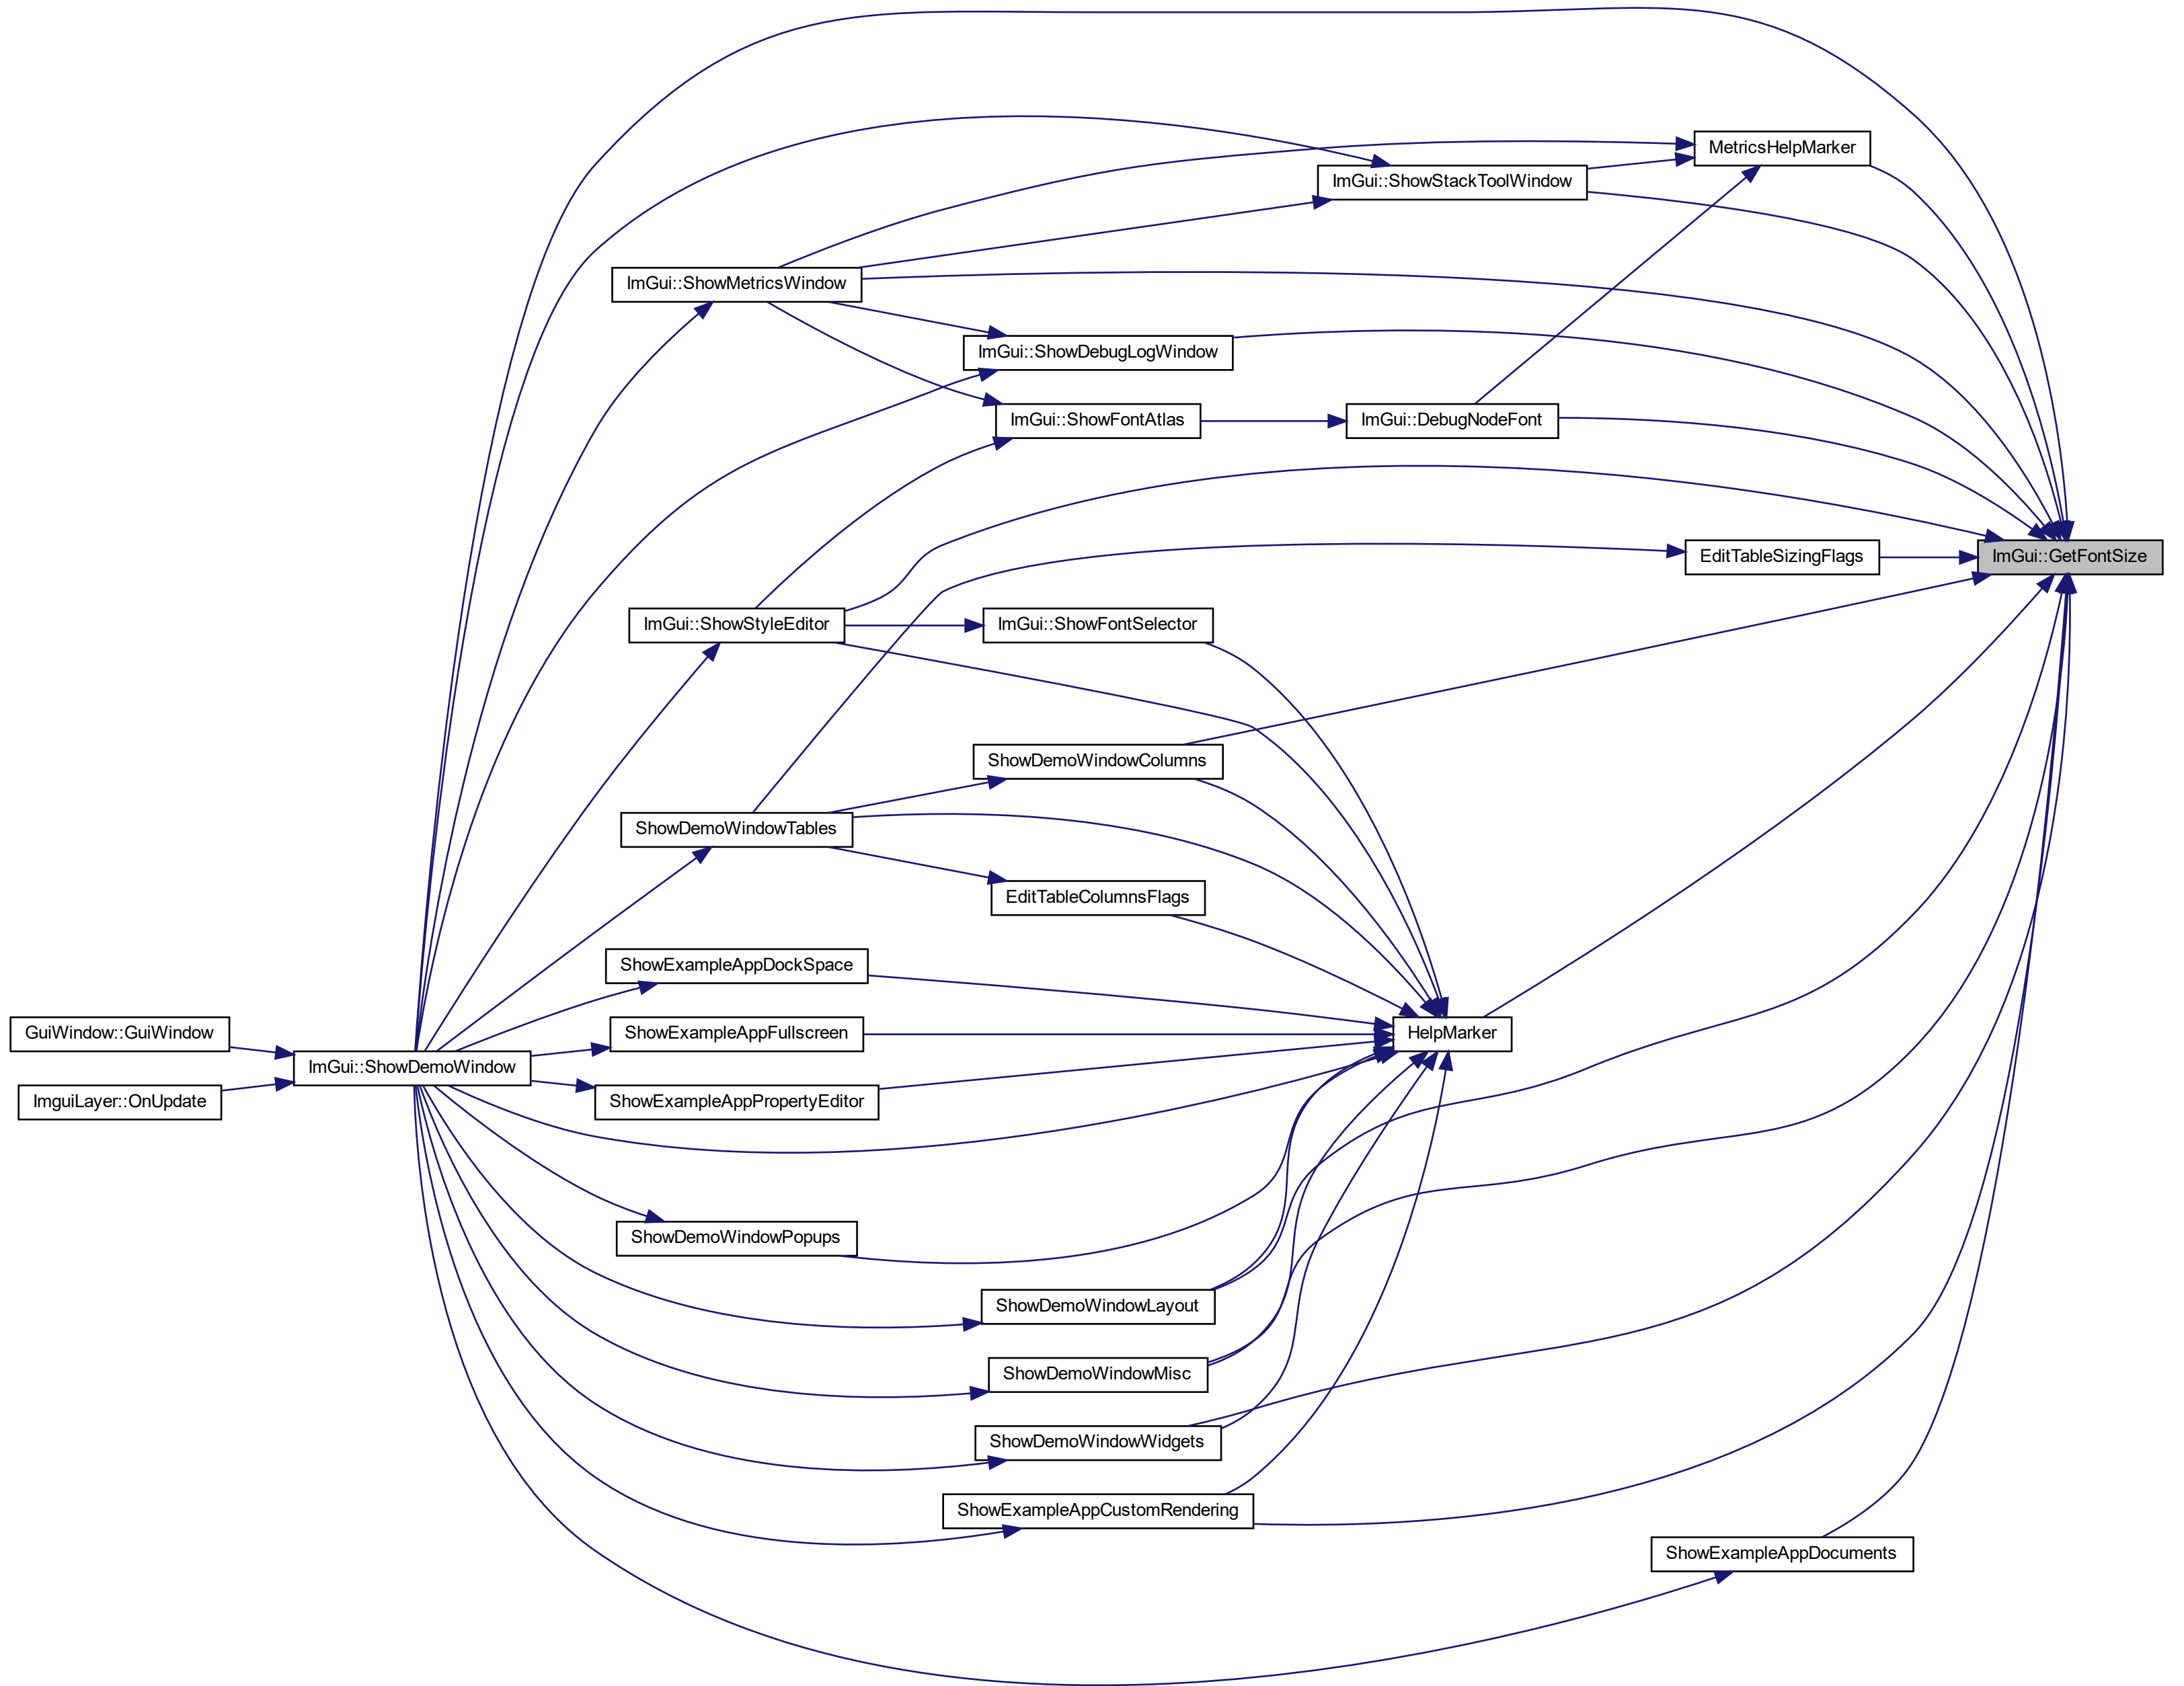 MetricsHelpMarker
ImGui::ShowStackToolWindow
ImGui::ShowMetricsWindow
ImGui::ShowDebugLogWindow
ImGui::ShowFontAtlas
ImGui::DebugNodeFont
EditTableSizingFlags
ImGui::GetFontSize
ImGui::ShowStyleEditor
ImGui::ShowFontSelector
ShowDemoWindowColumns
ShowDemoWindowTables
EditTableColumnsFlags
ShowExampleAppDockSpace
GuiWindow::GuiWindow
ShowExampleAppFullscreen
HelpMarker
ImGui::ShowDemoWindow
ImguiLayer::OnUpdate
ShowExampleAppPropertyEditor
ShowDemoWindowPopups
ShowDemoWindowLayout
ShowDemoWindowMisc
ShowDemoWindowWidgets
ShowExampleAppCustomRendering
ShowExampleAppDocuments